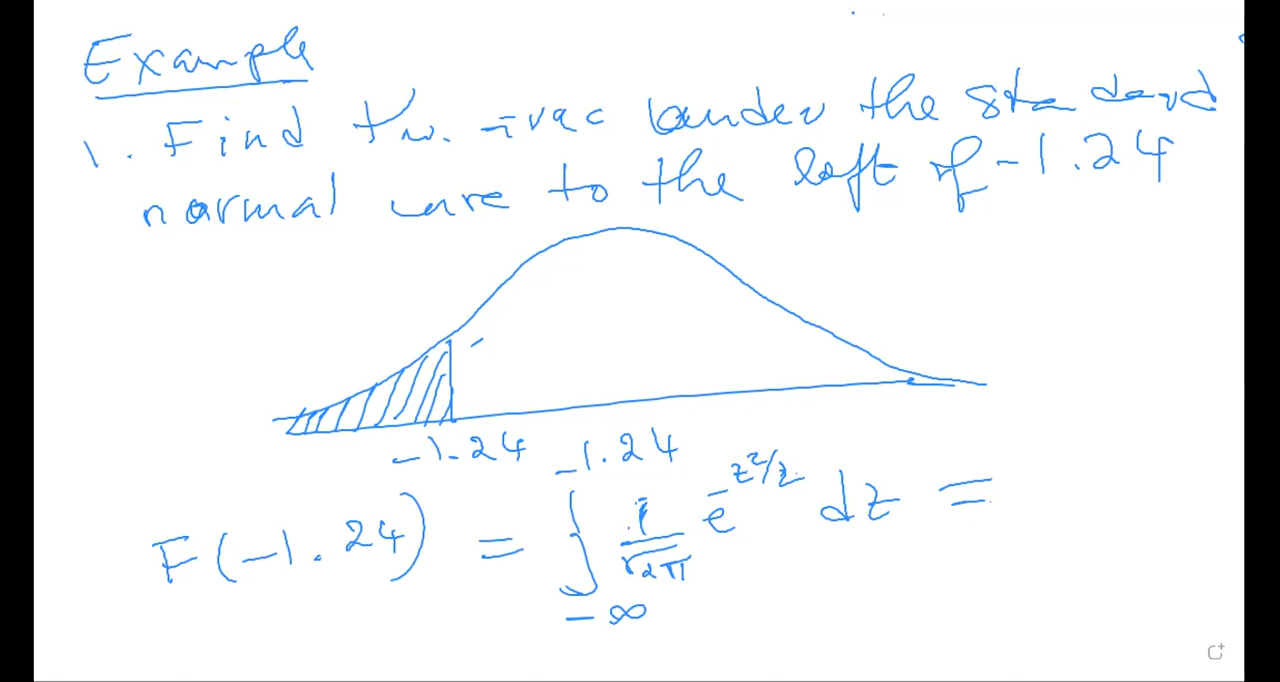 Example
1. Find the area under the standard
normal curve to the left of -1.24
-1.24
F(-1.24) = ∫_{-∞}^{-1.24} 1/√2π e^{-z²/2} dz =